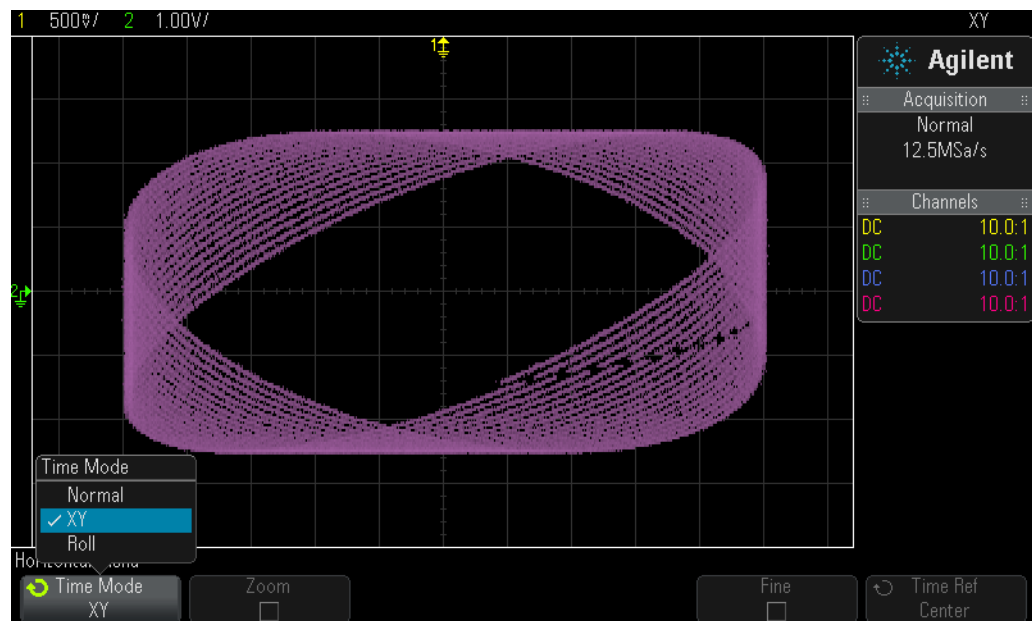 1 500mV/ 2 1.00V/ XY
1
Agilent
Acquisition
Normal
12.5MSa/s
Channels
DC 10.0:1
DC 10.0:1
DC 10.0:1
DC 10.0:1
2
Time Mode
Normal
XY
Roll
Time Mode
XY
Zoom
Fine
Time Ref
Center